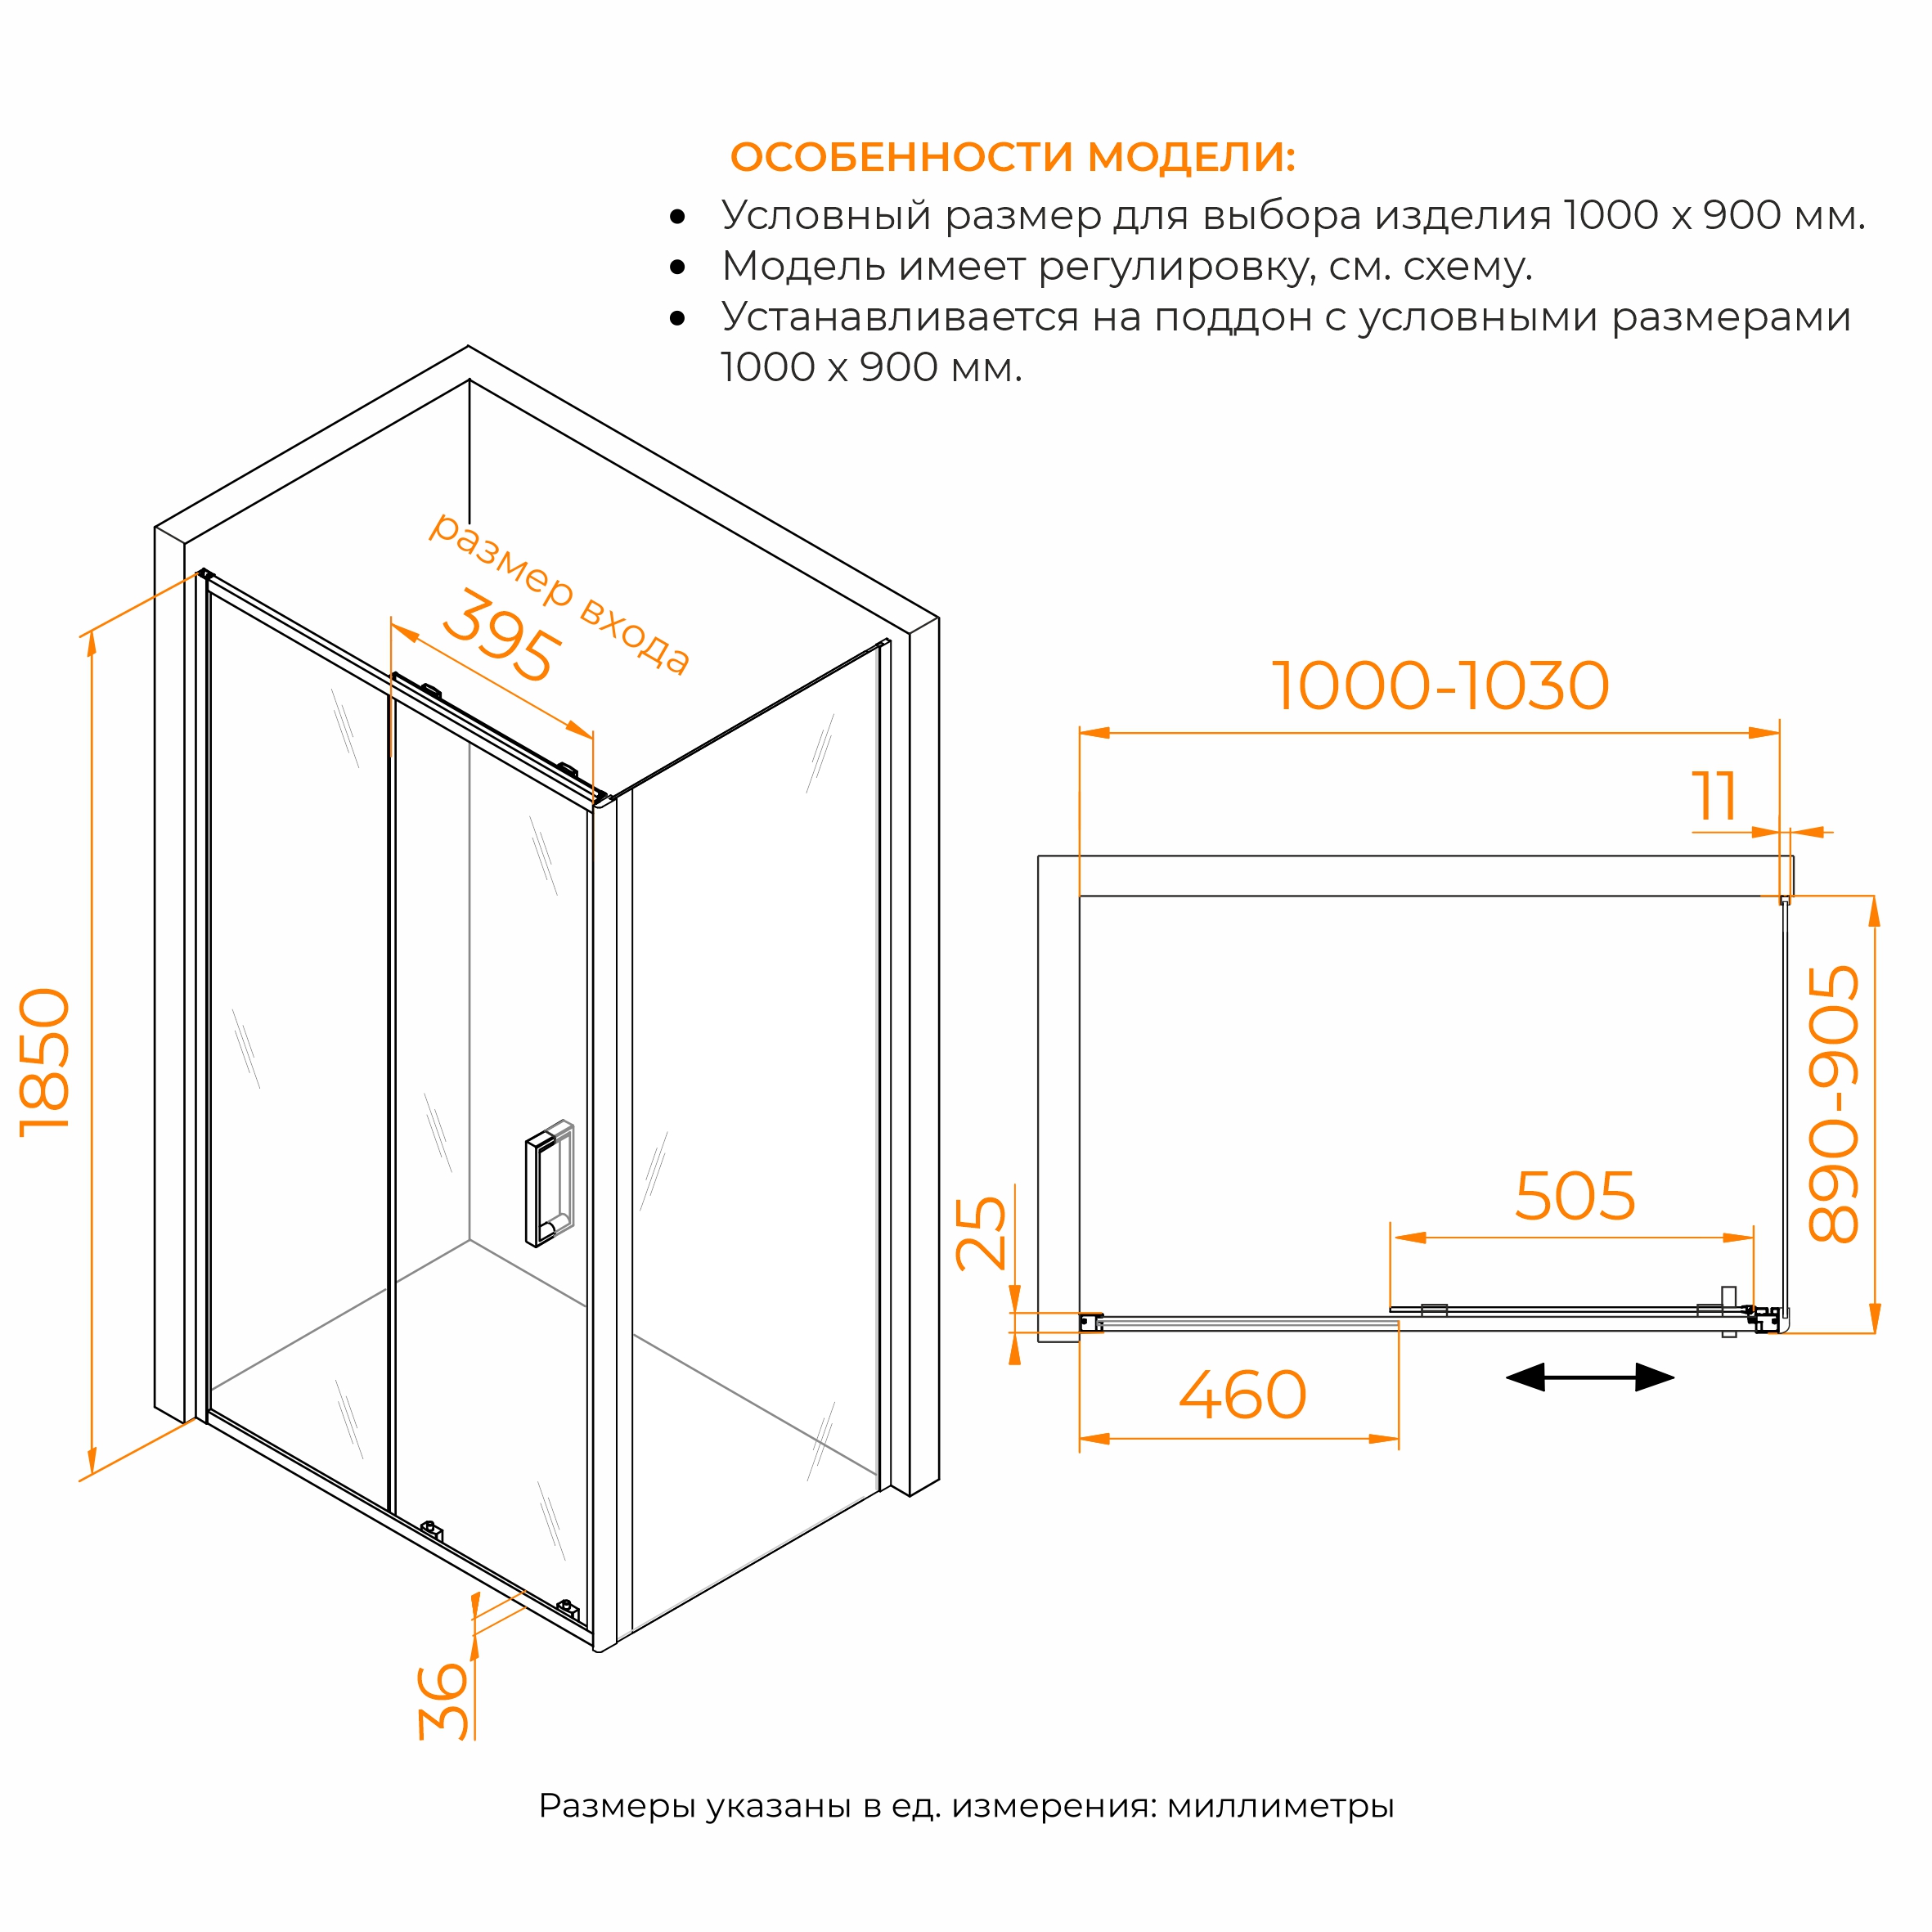 ОСОБЕННОСТИ МОДЕЛИ:
• Условный размер для выбора изделия 1000 х 900 мм.
• Модель имеет регулировку, см. схему.
• Устанавливается на поддон с условными размерами
1000 х 900 мм.
размер входа
395
1850
36
1000-1030
11
890-905
505
25
460
Размеры указаны в ед. измерения: миллиметры